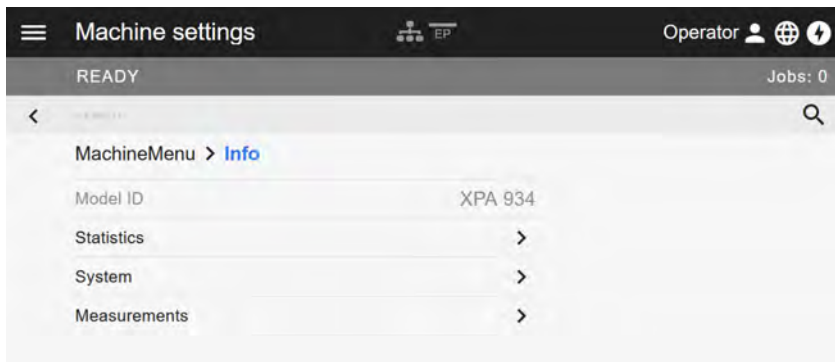 Machine settings EP Operator
READY Jobs: 0
MachineMenu > Info
Model ID XPA 934
Statistics >
System >
Measurements >